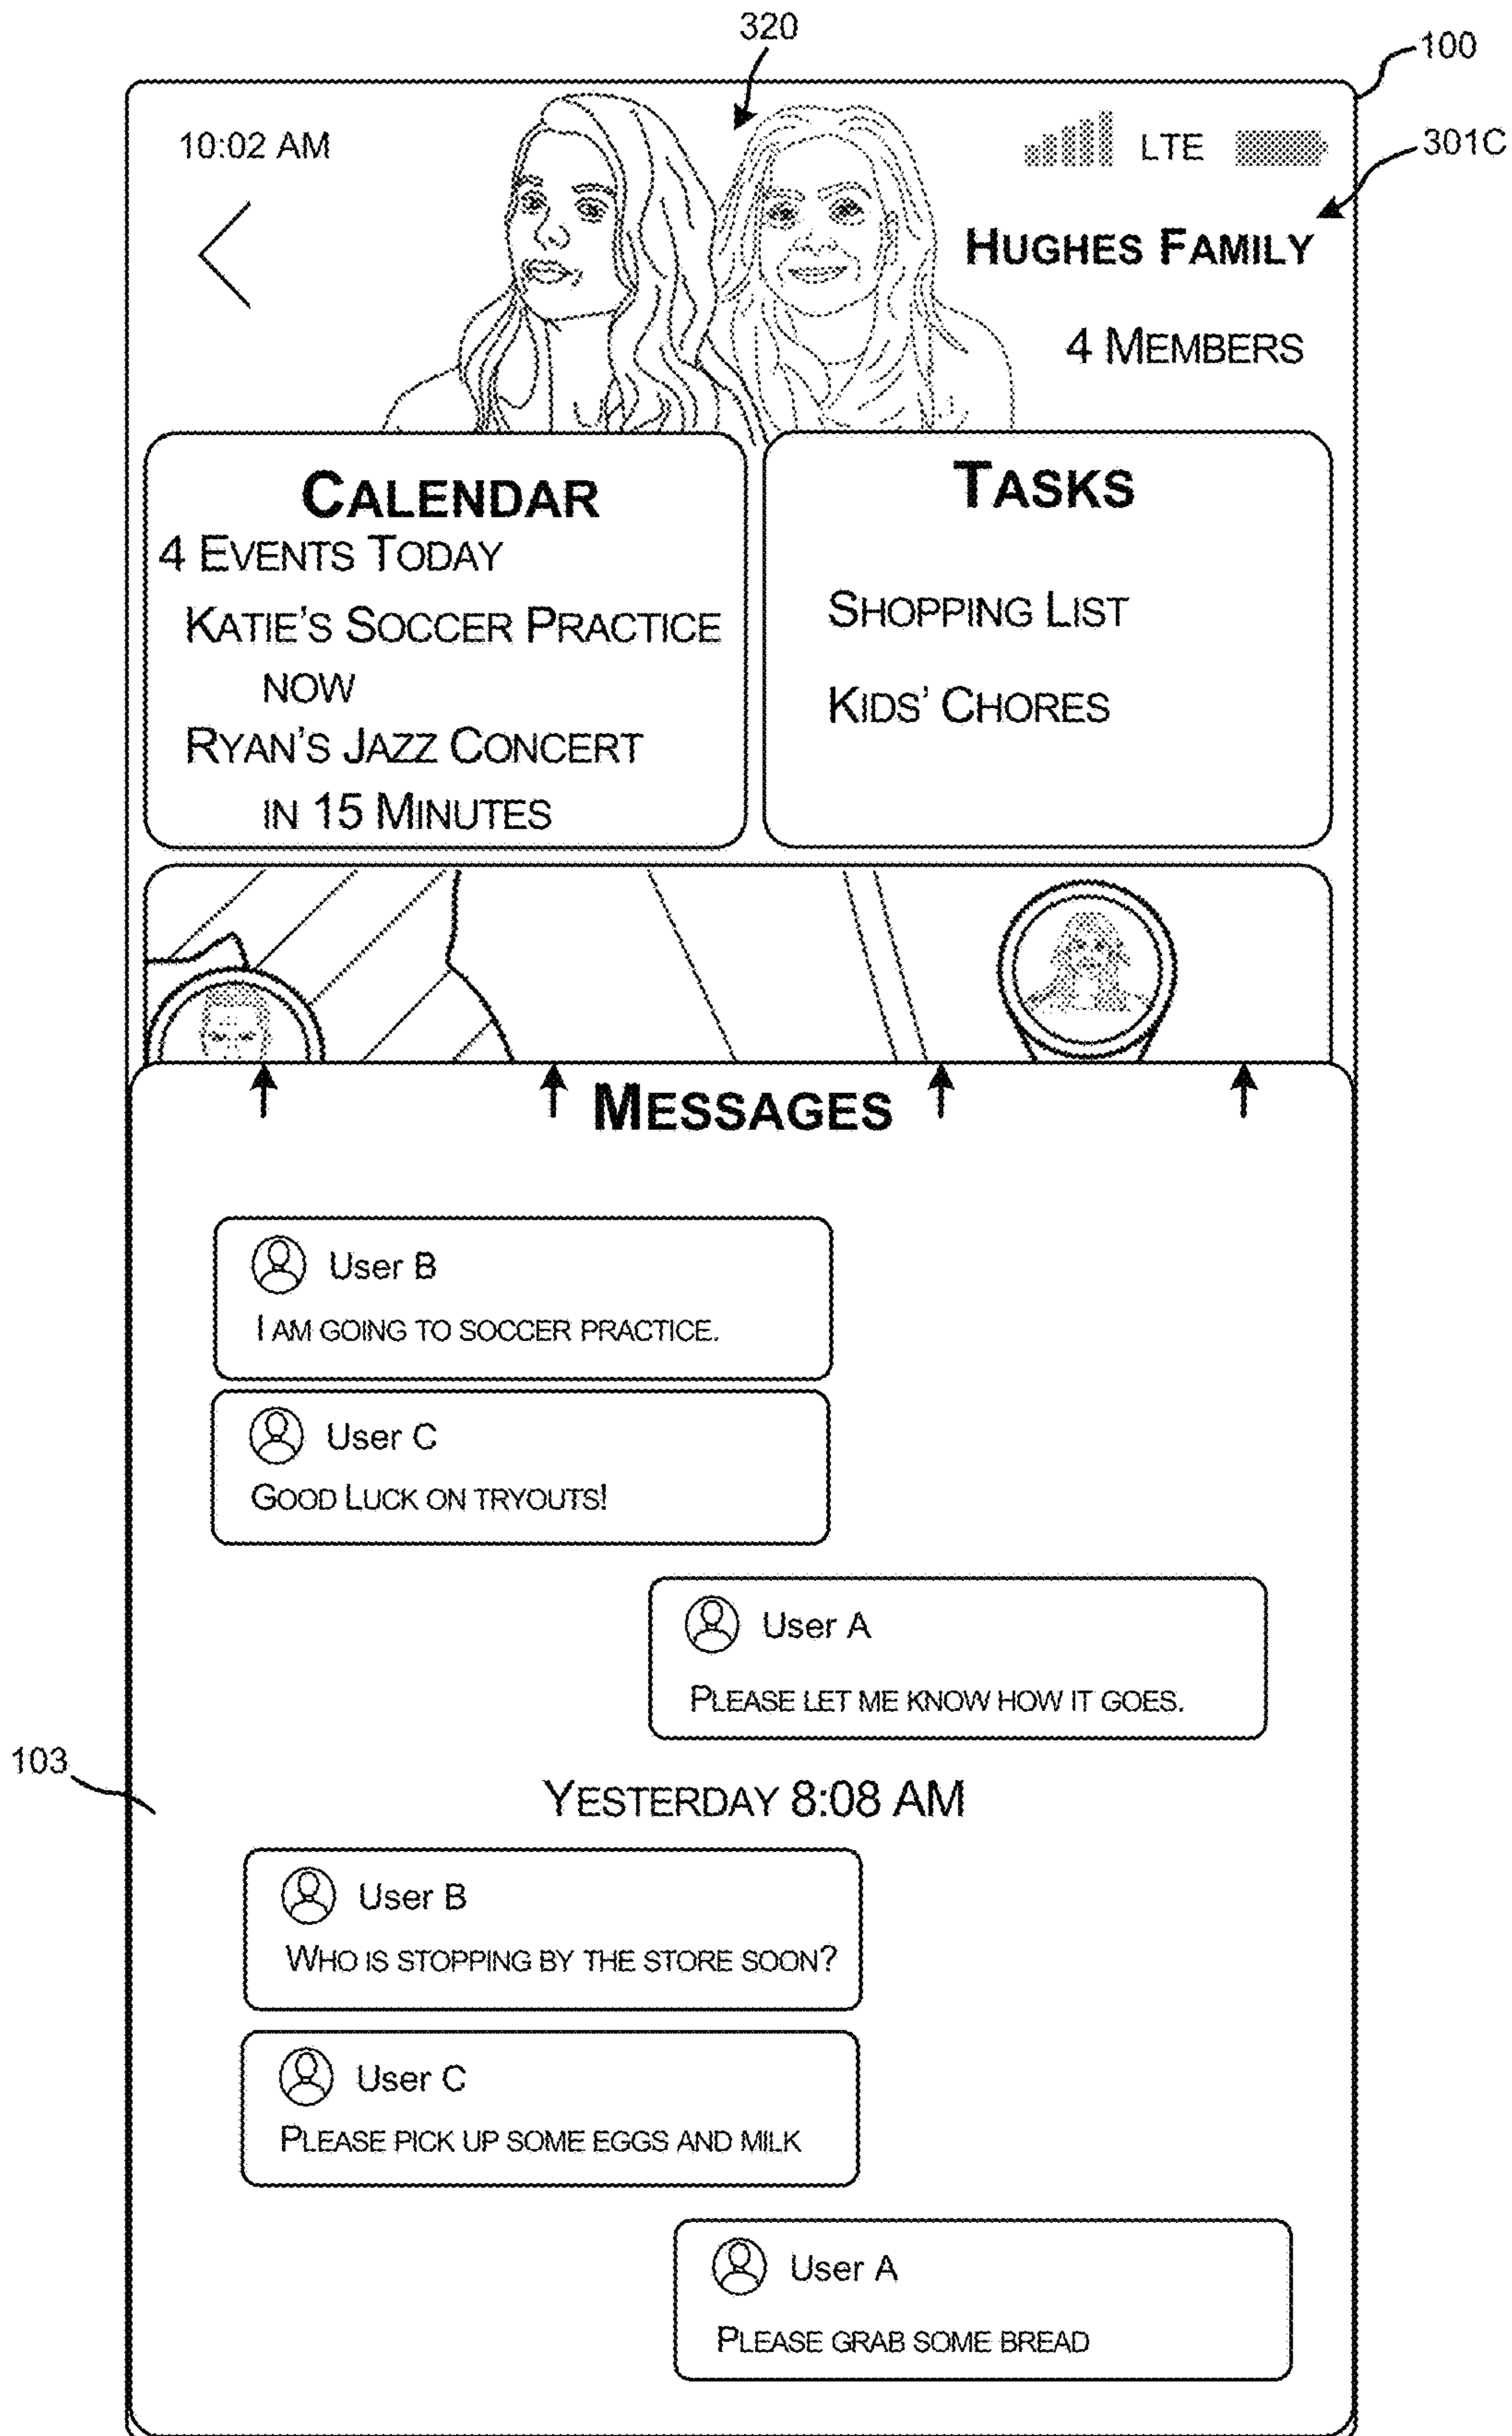 320
100
10:02 AM
LTE
301C
HUGHES FAMILY
4 MEMBERS
CALENDAR
4 EVENTS TODAY
KATIE'S SOCCER PRACTICE
NOW
RYAN'S JAZZ CONCERT
IN 15 MINUTES
TASKS
SHOPPING LIST
KIDS' CHORES
MESSAGES
User B
I AM GOING TO SOCCER PRACTICE.
User C
GOOD LUCK ON TRYOUTS!
User A
PLEASE LET ME KNOW HOW IT GOES.
103
YESTERDAY 8:08 AM
User B
WHO IS STOPPING BY THE STORE SOON?
User C
PLEASE PICK UP SOME EGGS AND MILK
User A
PLEASE GRAB SOME BREAD